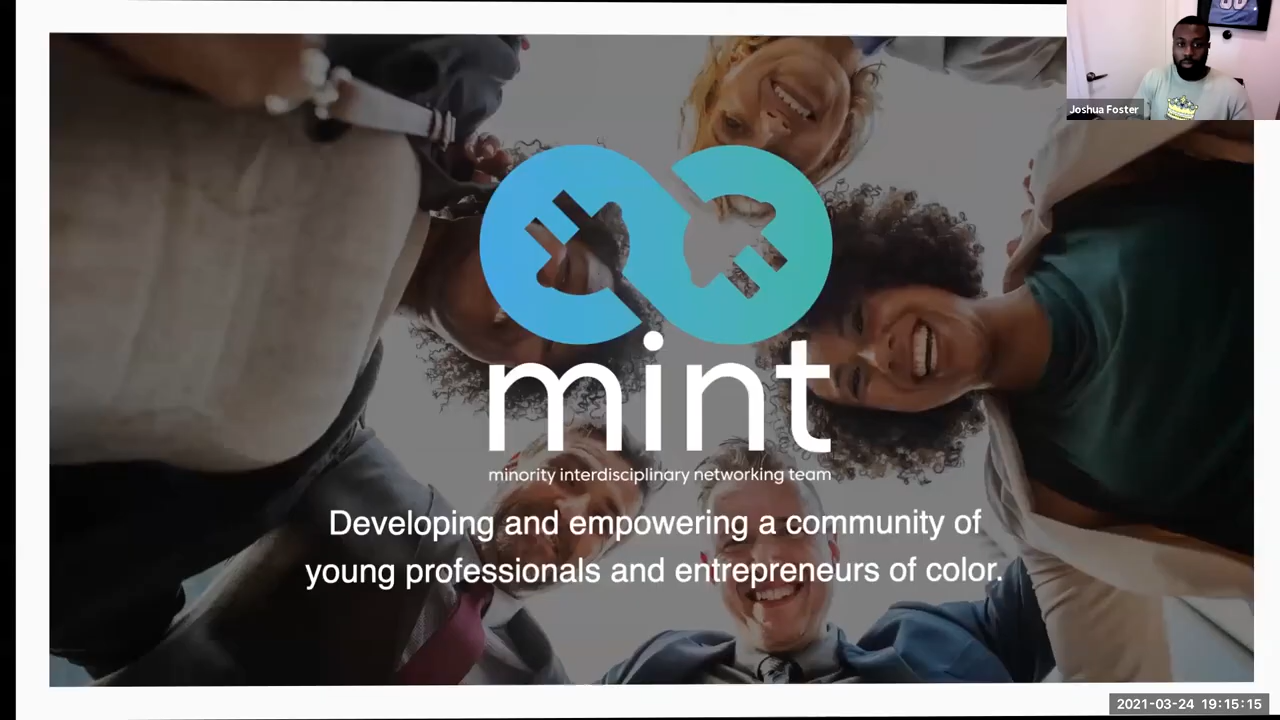 Joshua Foster
mint
minority interdisciplinary networking team
Developing and empowering a community of
young professionals and entrepreneurs of color.
2021-03-24 19:15:15